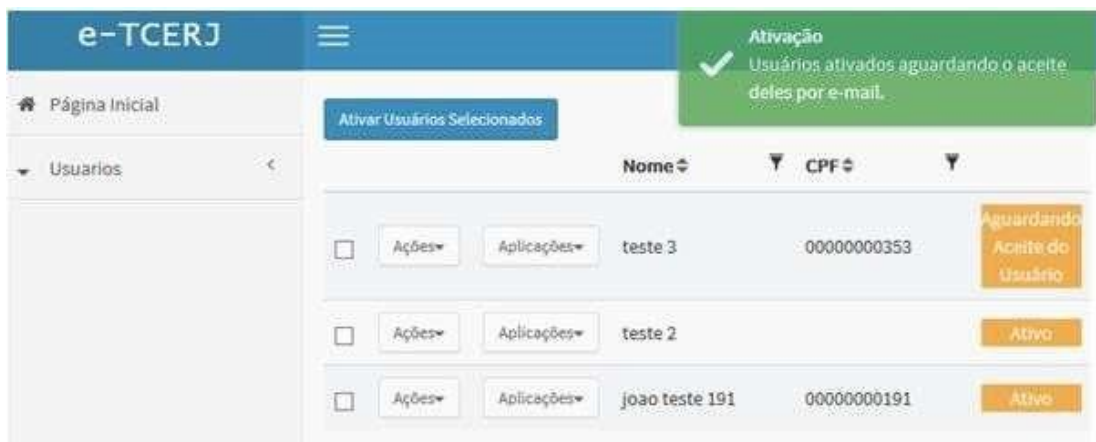 e-TCERJ
Ativação
Usuários ativados aguardando o aceite
deles por e-mail.
Página Inicial
Usuarios
Ativar Usuários Selecionados
Nome CPF
Ações Aplicações teste 3 00000000353 Aguardando
Aceite do
Usuário
Ações Aplicações teste 2 Ativo
Ações Aplicações joao teste 191 00000000191 Ativo